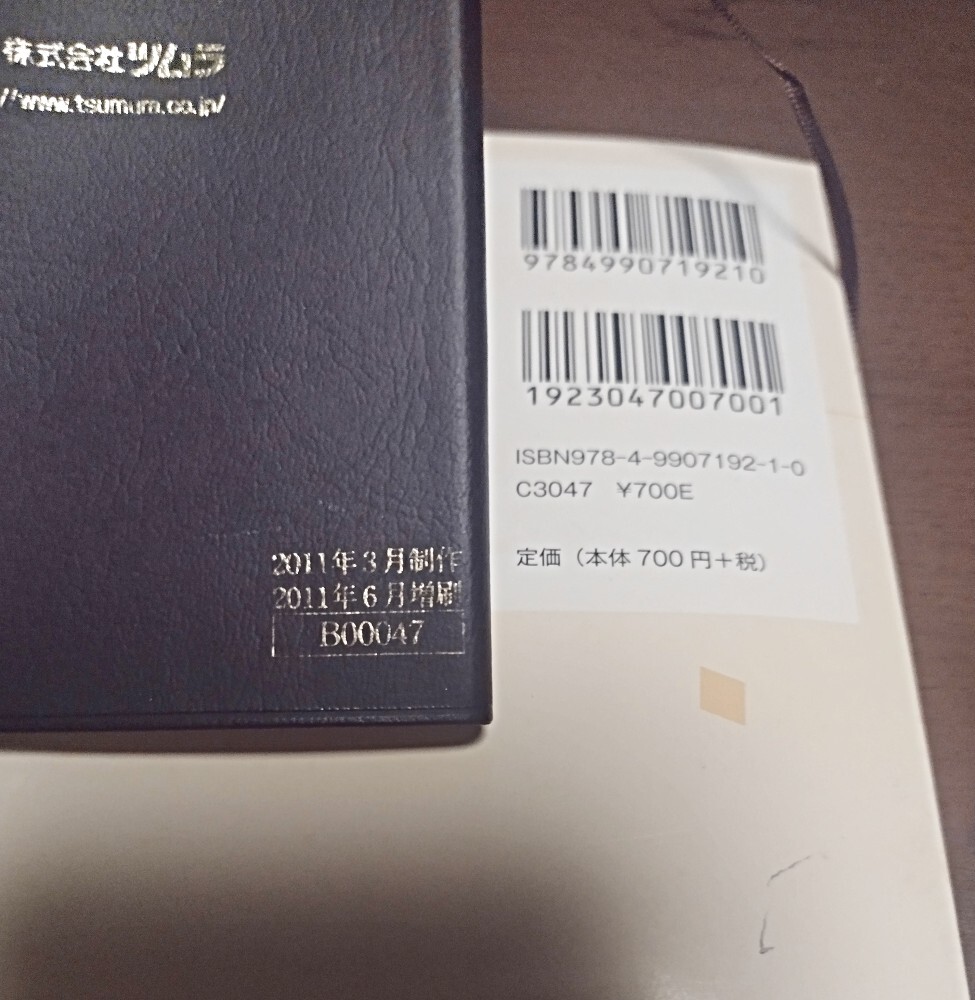 株式会社ツムラ
//www.tsumura.co.jp/
2011年3月制作
2011年6月増刷
B00047
9784990719210
1923047007001
ISBN978-4-9907192-1-0
C3047 ¥700E
定価（本体700円＋税）